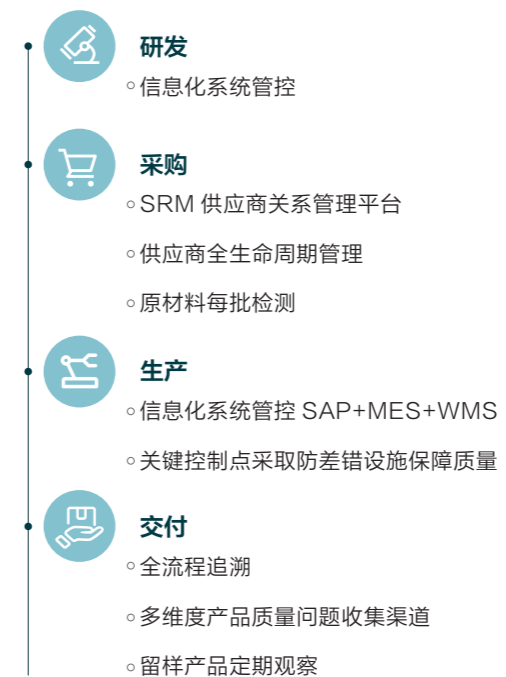 研发
信息化系统管控
采购
SRM 供应商关系管理平台
供应商全生命周期管理
原材料每批检测
生产
信息化系统管控 SAP+MES+WMS
关键控制点采取防差错设施保障质量
交付
全流程追溯
多维度产品质量问题收集渠道
留样产品定期观察